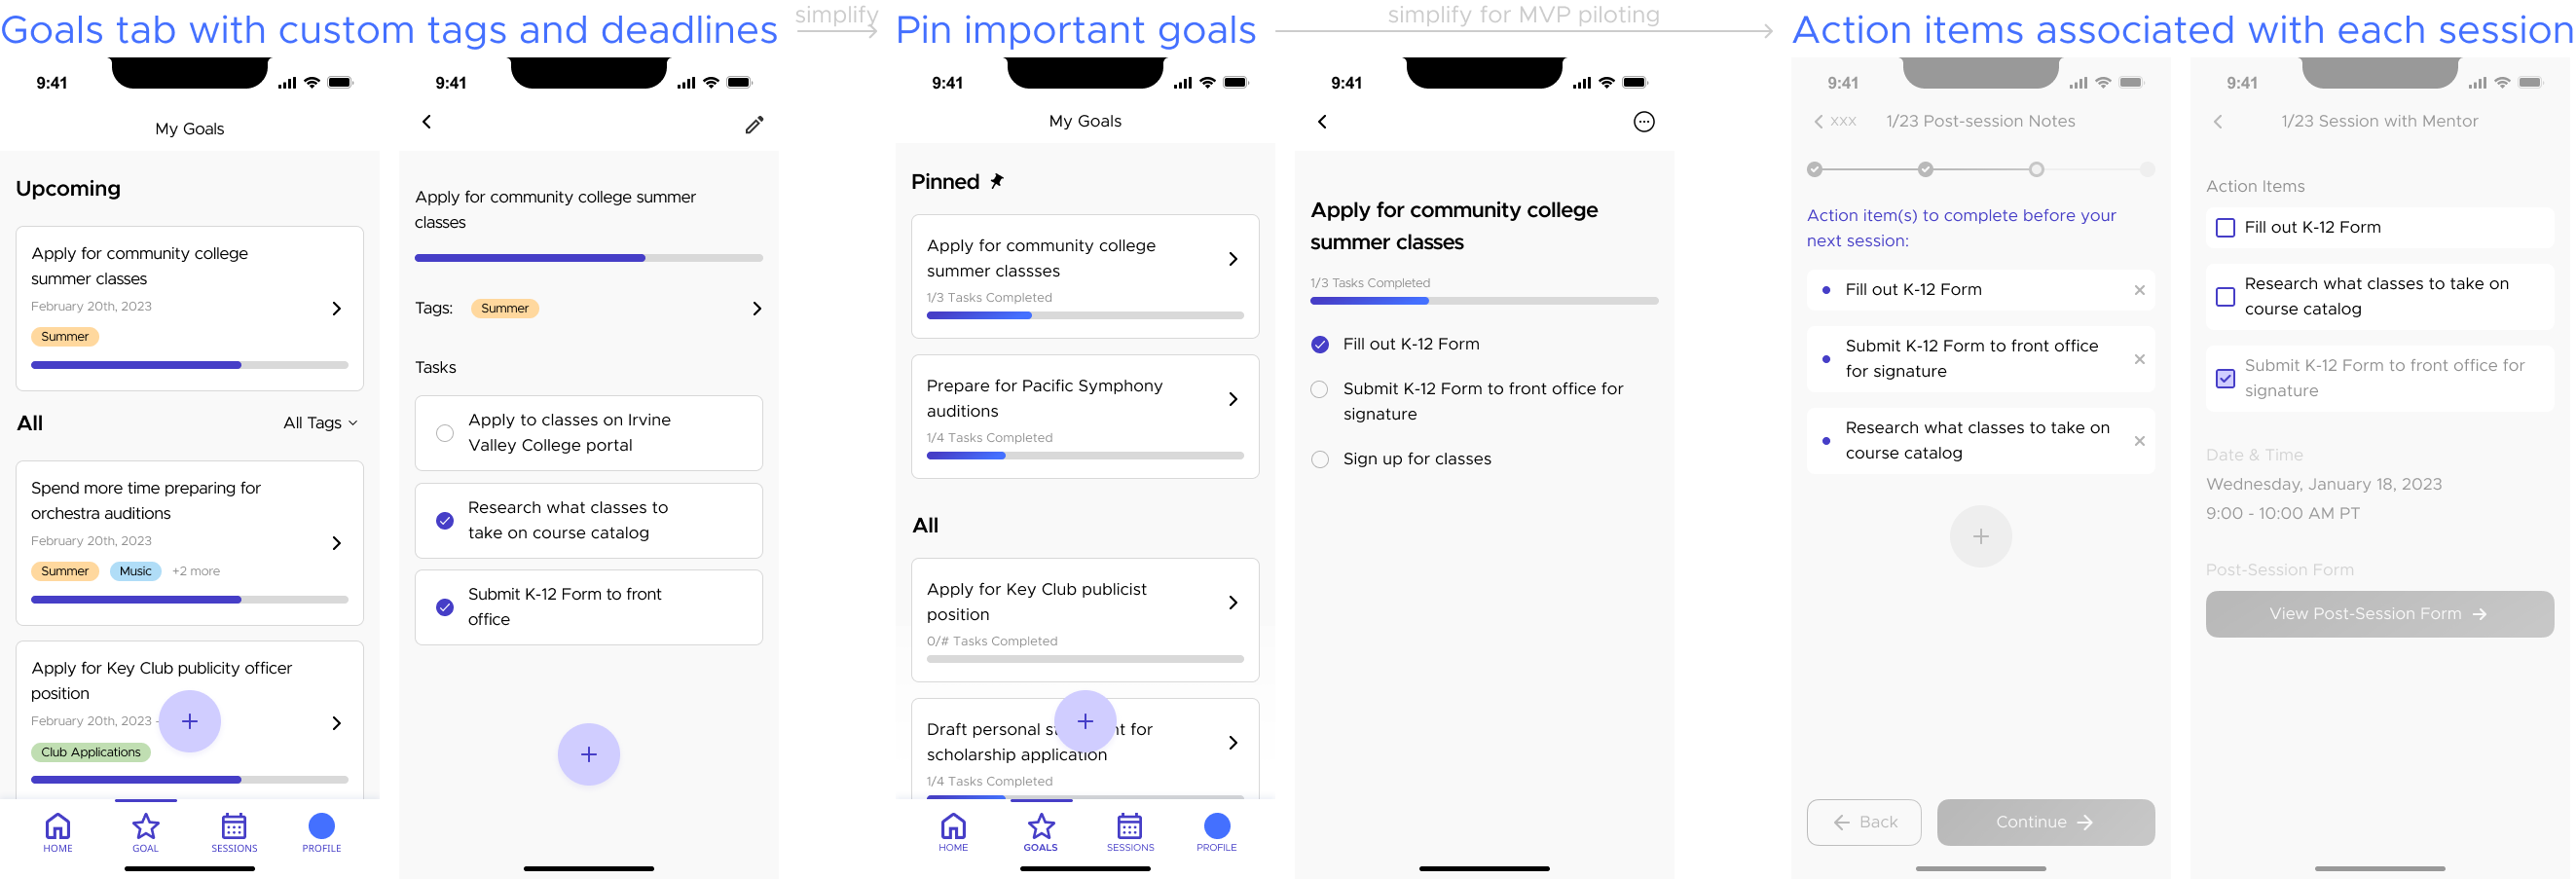 Goals tab with custom tags and deadlines
simplify
Pin important goals
simplify for MVP piloting
Action items associated with each session
9:41
My Goals
Upcoming
Apply for community college
summer classes
February 20th, 2023
Summer
All
All Tags
Spend more time preparing for
orchestra auditions
February 20th, 2023
Summer Music +2 more
Apply for Key Club publicity officer
position
February 20th, 2023 -
Club Applications
HOME GOAL SESSIONS PROFILE
9:41
Apply for community college summer
classes
Tags: Summer
Tasks
Apply to classes on Irvine
Valley College portal
Research what classes to
take on course catalog
Submit K-12 Form to front
office
9:41
My Goals
Pinned
Apply for community college
summer classses
1/3 Tasks Completed
Prepare for Pacific Symphony
auditions
1/4 Tasks Completed
All
Apply for Key Club publicist
position
0/# Tasks Completed
Draft personal st nt for
scholarship application
1/4 Tasks Completed
HOME GOALS SESSIONS PROFILE
9:41
Apply for community college
summer classes
1/3 Tasks Completed
Fill out K-12 Form
Submit K-12 Form to front office for
signature
Sign up for classes
9:41
XXX 1/23 Post-session Notes
Action item(s) to complete before your
next session:
Fill out K-12 Form
Submit K-12 Form to front office
for signature
Research what classes to take on
course catalog
Back
Continue
9:41
1/23 Session with Mentor
Action Items
Fill out K-12 Form
Research what classes to take on
course catalog
Submit K-12 Form to front office for
signature
Date & Time
Wednesday, January 18, 2023
9:00 - 10:00 AM PT
Post-Session Form
View Post-Session Form